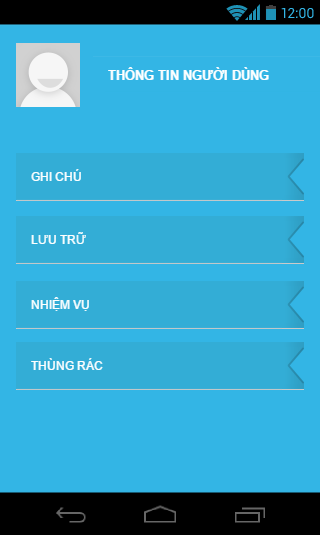 12:00
THÔNG TIN NGƯỜI DÙNG
GHI CHÚ
LƯU TRỮ
NHIỆM VỤ
THÙNG RÁC